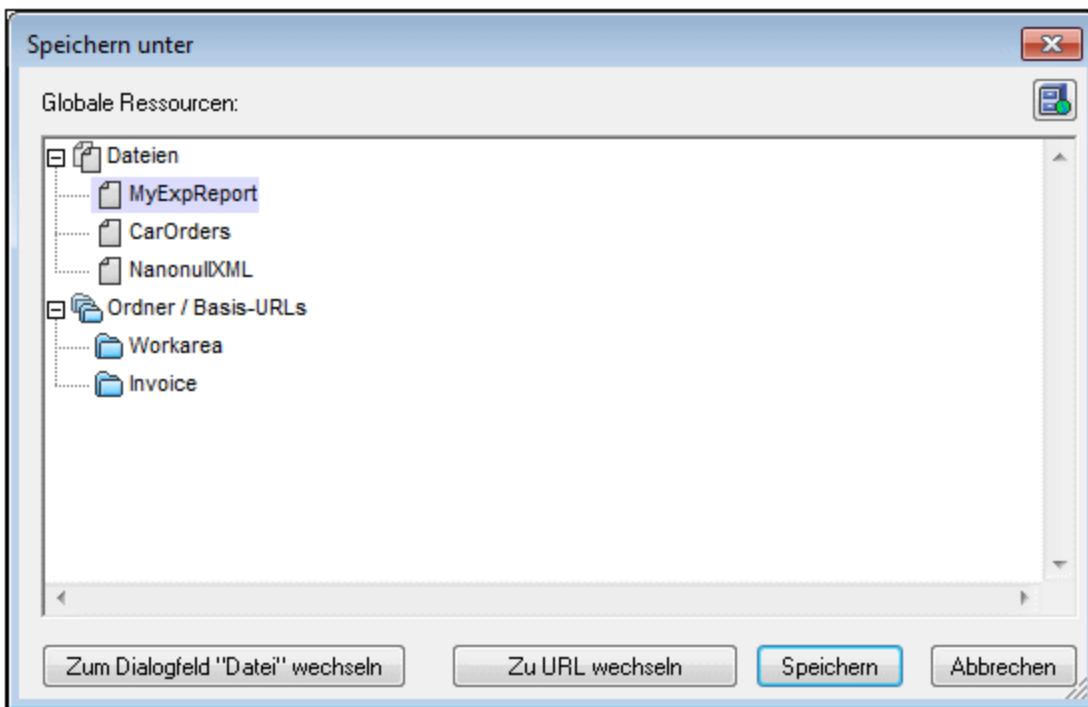 Speichern unter
Globale Ressourcen:
Dateien
MyExpReport
CarOrders
NanonullXML
Ordner / Basis-URLs
Workarea
Invoice
Zum Dialogfeld "Datei" wechseln
Zu URL wechseln
Speichern
Abbrechen